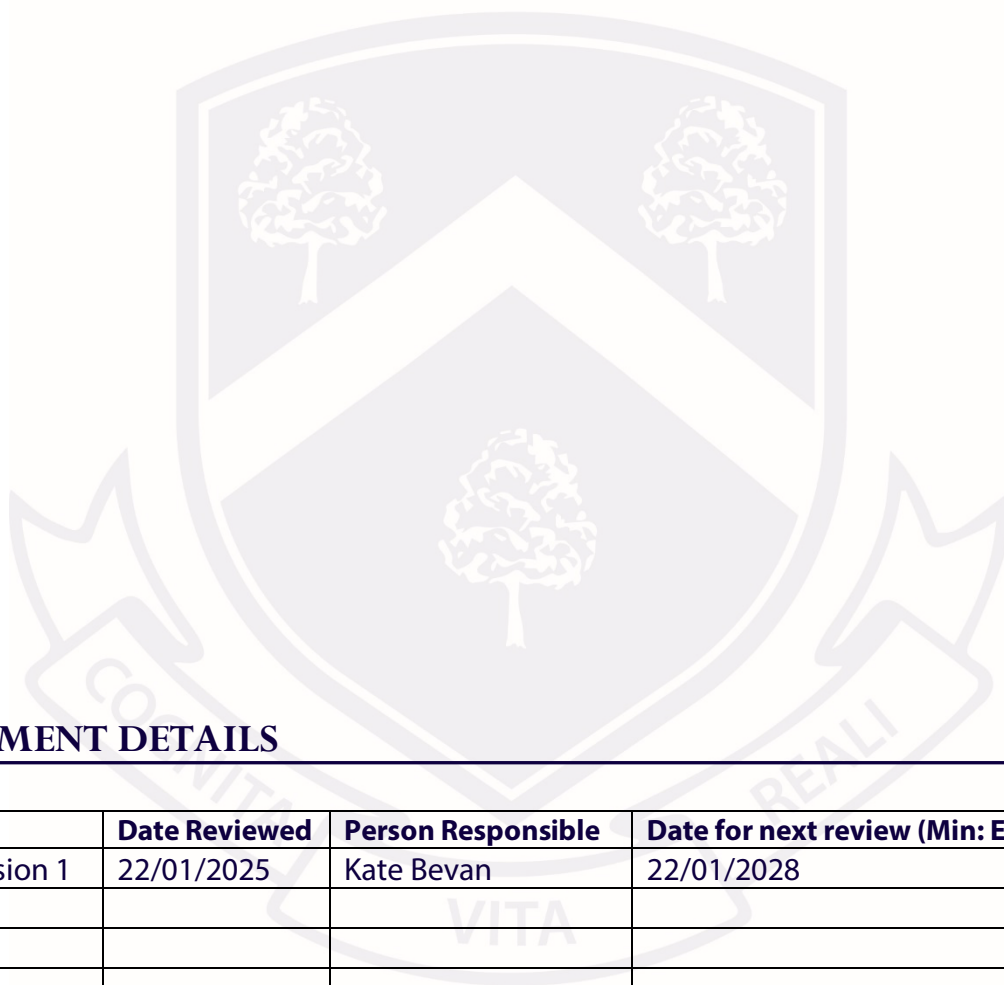 MENT DETAILS
Date Reviewed Person Responsible Date for next review (Min: E
sion 1 22/01/2025 Kate Bevan 22/01/2028
COGNITA VITA REALI